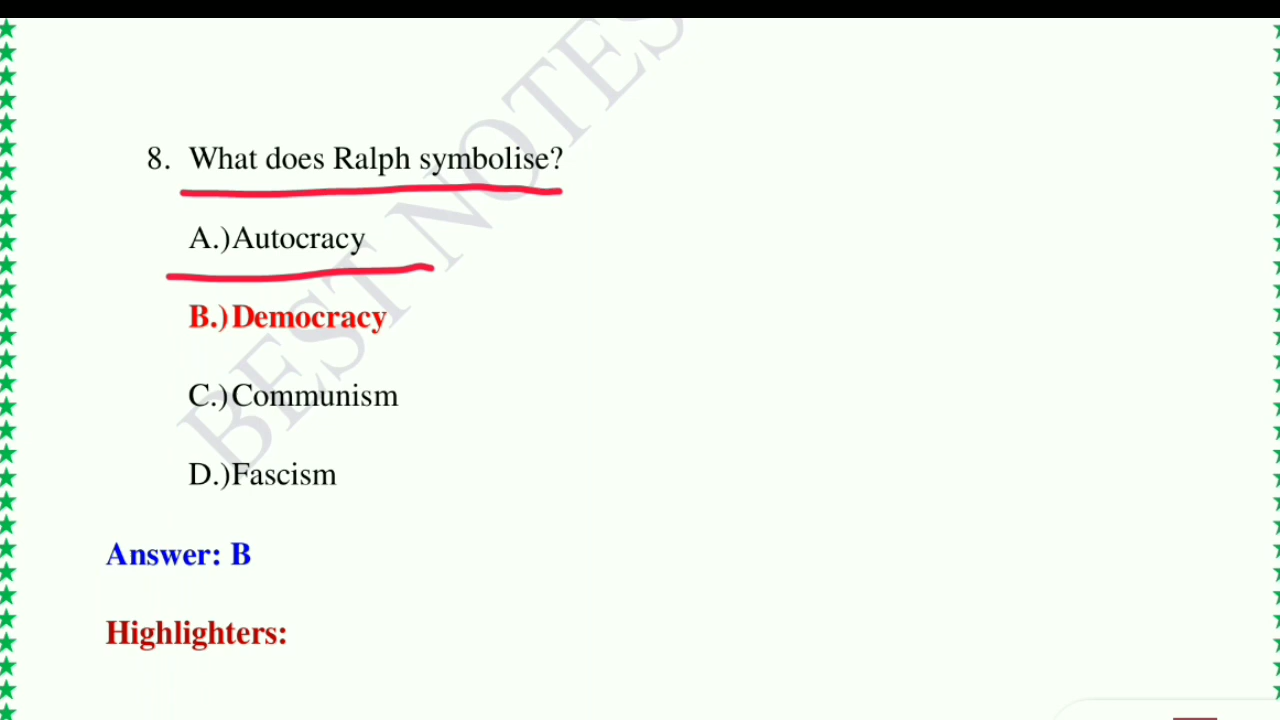 8. What does Ralph symbolise?
A.) Autocracy
B.) Democracy
C.) Communism
D.) Fascism
Answer: B
Highlighters:
BEST NOTES